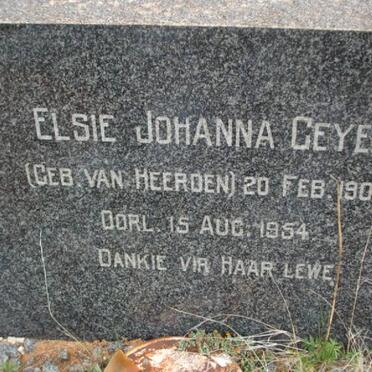 ELSIE JOHANNA GEYE
(GEB. VAN HEERDEN) 20 FEB. 190
OORL. 15 AUG. 1954
DANKIE VIR HAAR LEWE